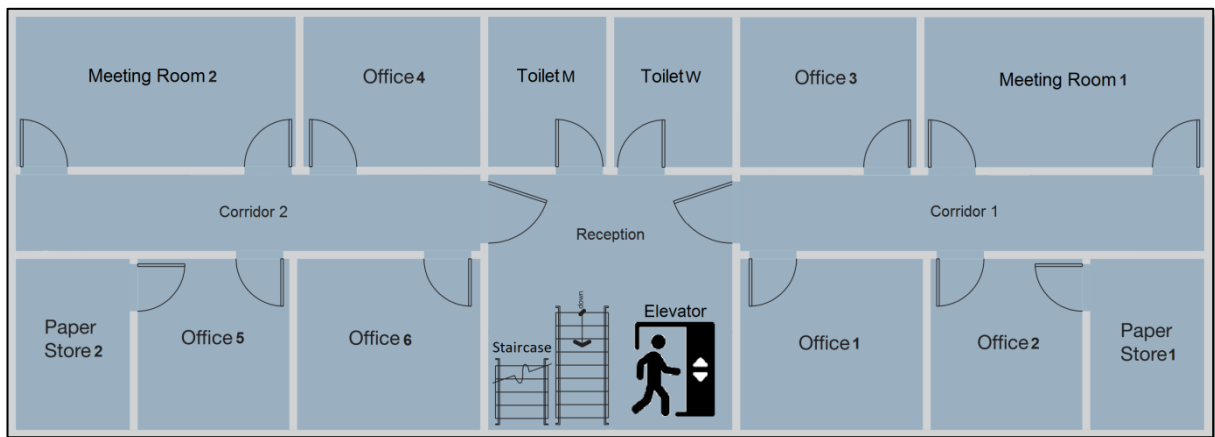 Meeting Room 2
Office 4
Toilet M
Toilet W
Office 3
Meeting Room 1
Corridor 2
Reception
Corridor 1
down
Elevator
Staircase
Paper
Store 2
Office 5
Office 6
Office 1
Office 2
Paper
Store 1